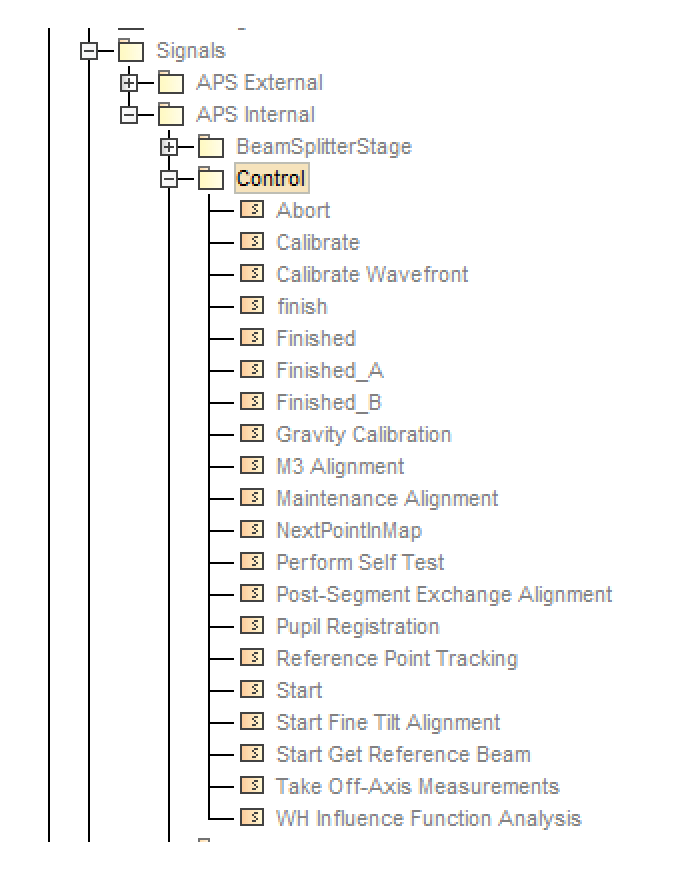 Signals
APS External
APS Internal
BeamSplitterStage
Control
Abort
Calibrate
Calibrate Wavefront
finish
Finished
Finished_A
Finished_B
Gravity Calibration
M3 Alignment
Maintenance Alignment
NextPointInMap
Perform Self Test
Post-Segment Exchange Alignment
Pupil Registration
Reference Point Tracking
Start
Start Fine Tilt Alignment
Start Get Reference Beam
Take Off-Axis Measurements
WH Influence Function Analysis